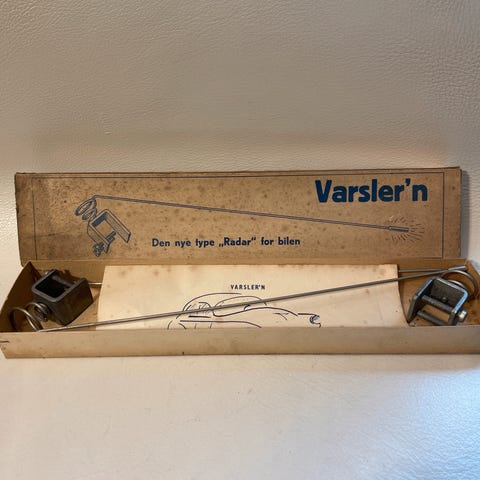 Varsler'n
Den nye type „Radar" for bilen
VARSLER'N